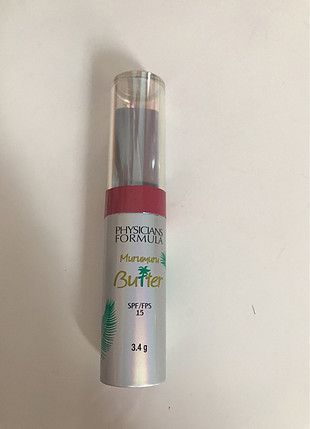 PHYSICIANS
FORMULA
Murumuru
Butter
SPF/FPS
15
3.4 g